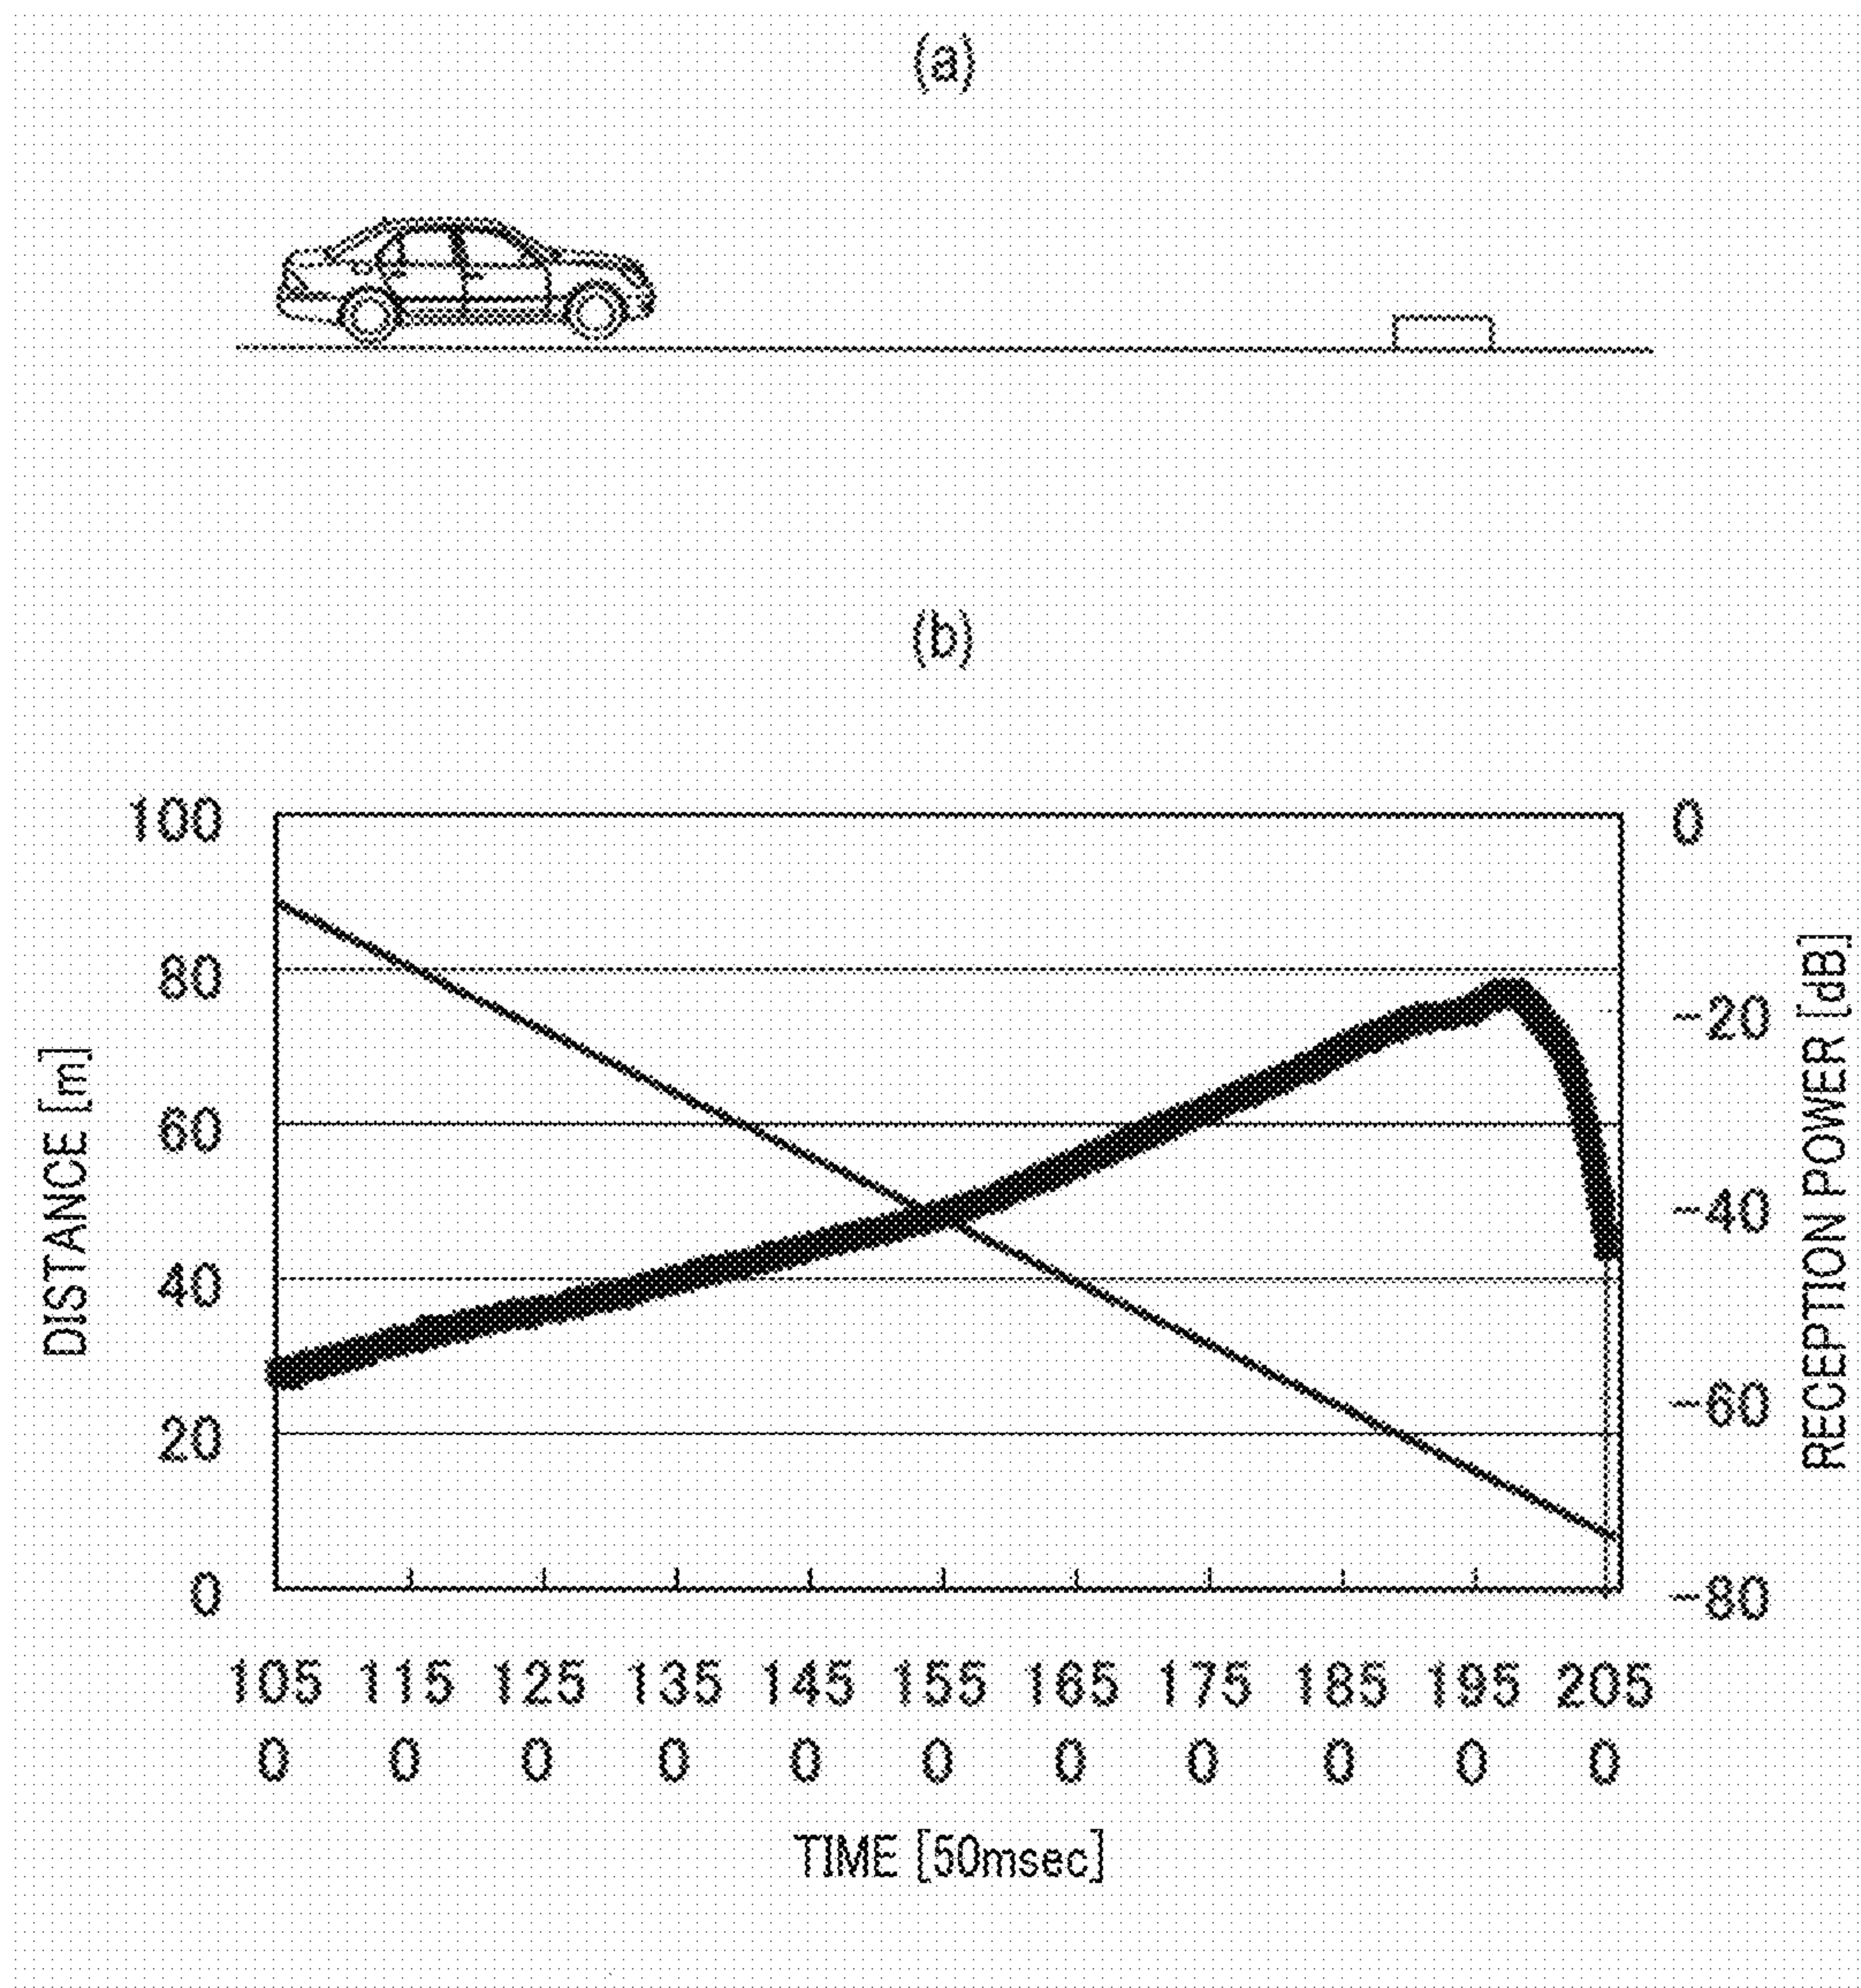 (a)
(b)
100
80
60
40
20
0
DISTANCE [m]
0
-20
-40
-60
-80
RECEPTION POWER [dB]
105 115 125 135 145 155 165 175 185 195 205
0 0 0 0 0 0 0 0 0 0 0
TIME [50msec]